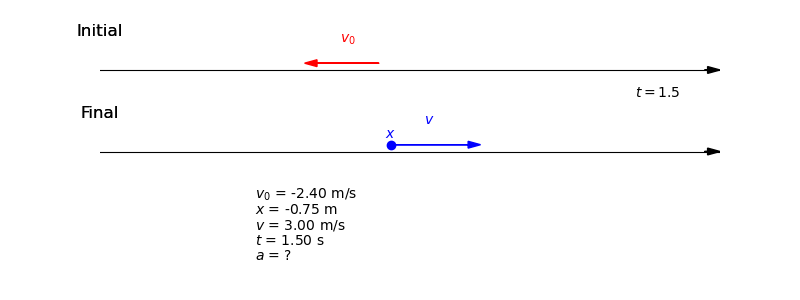 Initial
v₀
t = 1.5
Final
v
x
v₀ = -2.40 m/s
x = -0.75 m
v = 3.00 m/s
t = 1.50 s
a = ?